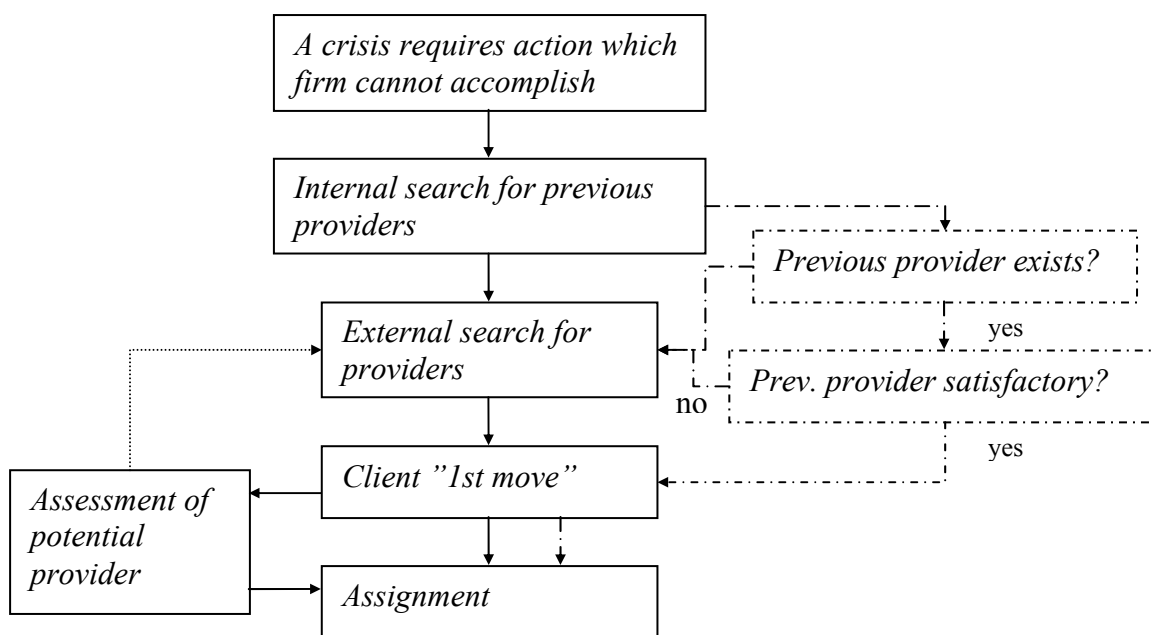 A crisis requires action which
firm cannot accomplish
Internal search for previous
providers
Previous provider exists?
yes
External search for
providers
Prev. provider satisfactory?
no
yes
Client ”1st move”
Assessment of
potential
provider
Assignment